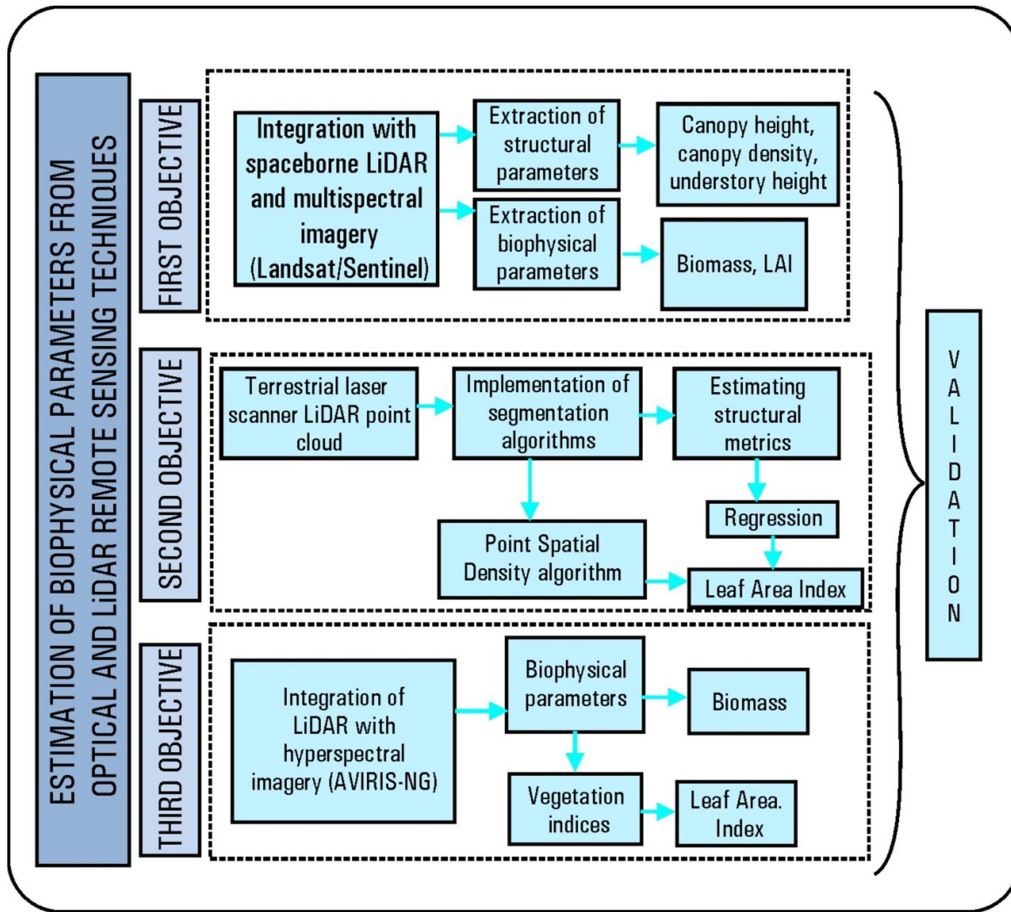 ESTIMATION OF BIOPHYSICAL PARAMETERS FROM
OPTICAL AND LiDAR REMOTE SENSING TECHNIQUES
FIRST OBJECTIVE
Integration with
spaceborne LiDAR
and multispectral
imagery
(Landsat/Sentinel)
Extraction of
structural
parameters
Canopy height,
canopy density,
understory height
Extraction of
biophysical
parameters
Biomass, LAI
SECOND OBJECTIVE
Terrestrial laser
scanner LiDAR point
cloud
Implementation of
segmentation
algorithms
Estimating
structural
metrics
Regression
Point Spatial
Density algorithm
Leaf Area Index
THIRD OBJECTIVE
Integration of
LiDAR with
hyperspectral
imagery (AVIRIS-NG)
Biophysical
parameters
Biomass
Vegetation
indices
Leaf Area.
Index
VALIDATION